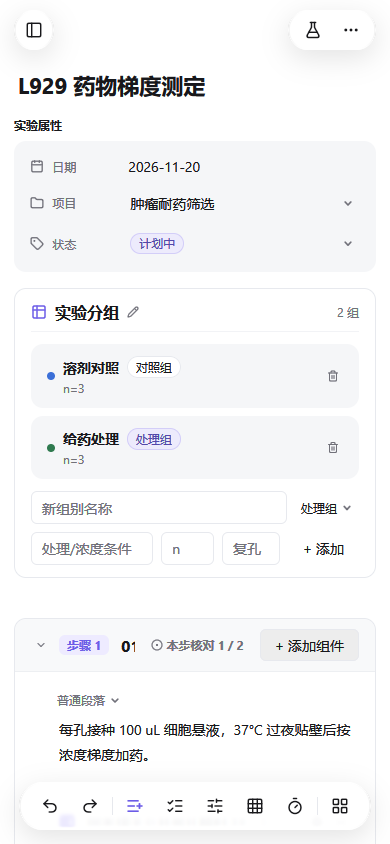 L929 药物梯度测定
实验属性
日期 2026-11-20
项目 肿瘤耐药筛选
状态 计划中
实验分组 2 组
溶剂对照 对照组
n=3
给药处理 处理组
n=3
新组别名称 处理组
处理/浓度条件 n 复孔 + 添加
步骤 1 01 本步核对 1 / 2 + 添加组件
普通段落
每孔接种 100 uL 细胞悬液，37°C 过夜贴壁后按
浓度梯度加药。